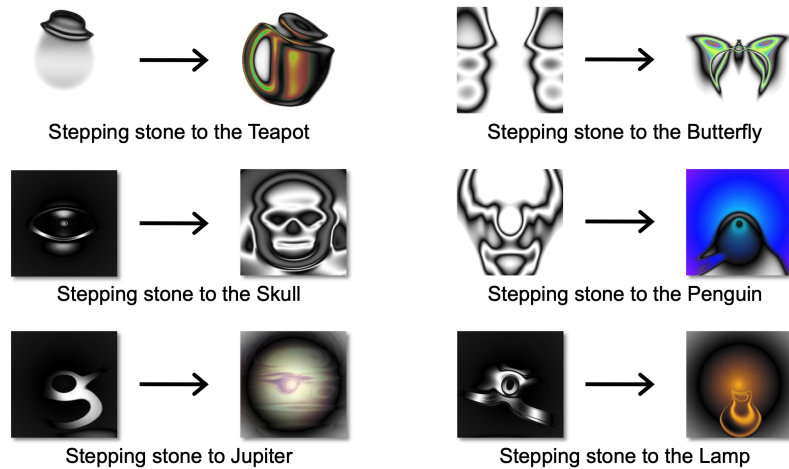 Stepping stone to the Teapot
Stepping stone to the Butterfly
Stepping stone to the Skull
Stepping stone to the Penguin
Stepping stone to Jupiter
Stepping stone to the Lamp